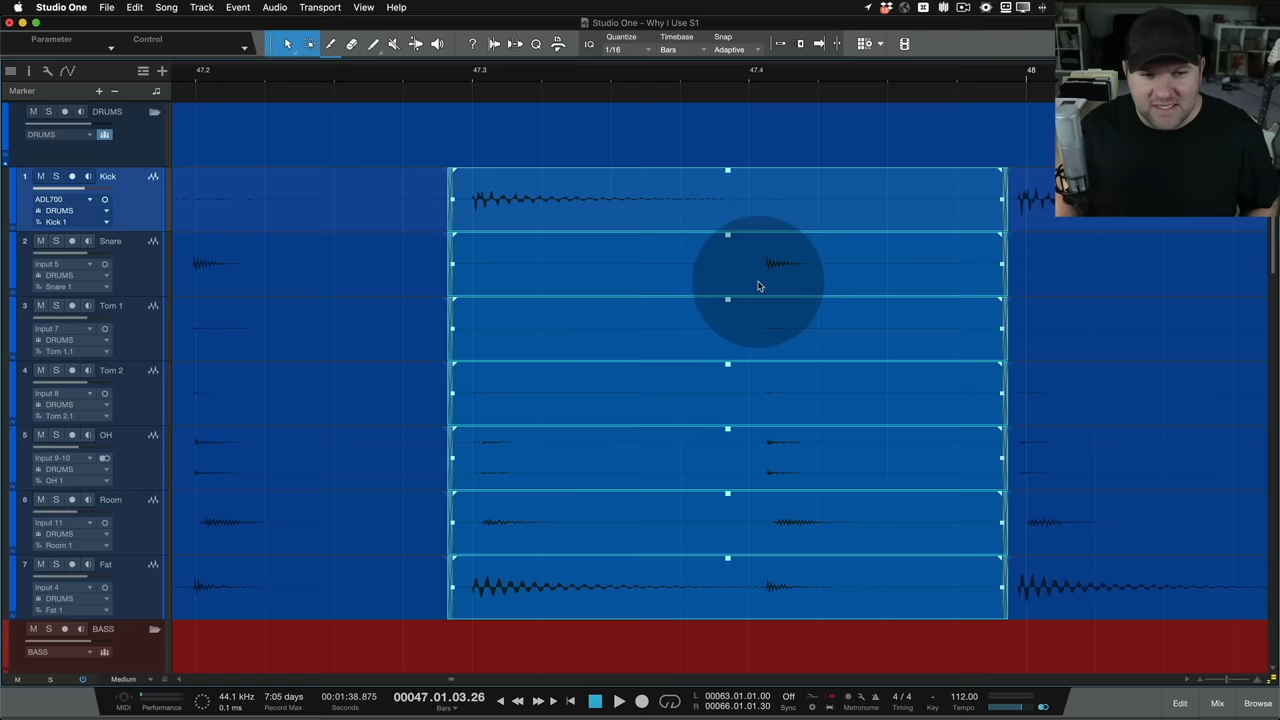 Studio One File Edit Song Track Event Audio Transport View Help
Studio One - Why I Use S1
Parameter Control
IQ Quantize 1/16 Timebase Bars Snap Adaptive
47.2 47.3 47.4 48
Marker
M S DRUMS
DRUMS
1 M S Kick
ADL700
DRUMS
Kick 1
2 M S Snare
Input 5
DRUMS
Snare 1
3 M S Tom 1
Input 7
DRUMS
Tom 1.1
4 M S Tom 2
Input 8
DRUMS
Tom 2.1
5 M S OH
Input 9-10
DRUMS
OH 1
6 M S Room
Input 11
DRUMS
Room 1
7 M S Fat
Input 4
DRUMS
Fat 1
M S BASS
BASS
M S Medium
MIDI Performance 44.1 kHz 0.1 ms 7:05 days Record Max 00:01:38.875 Seconds 00047.01.03.26 Bars L 00063.01.01.00 R 00066.01.01.30 Off Sync Metronome 4 / 4 Timing - Key 112.00 Tempo Edit Mix Browse